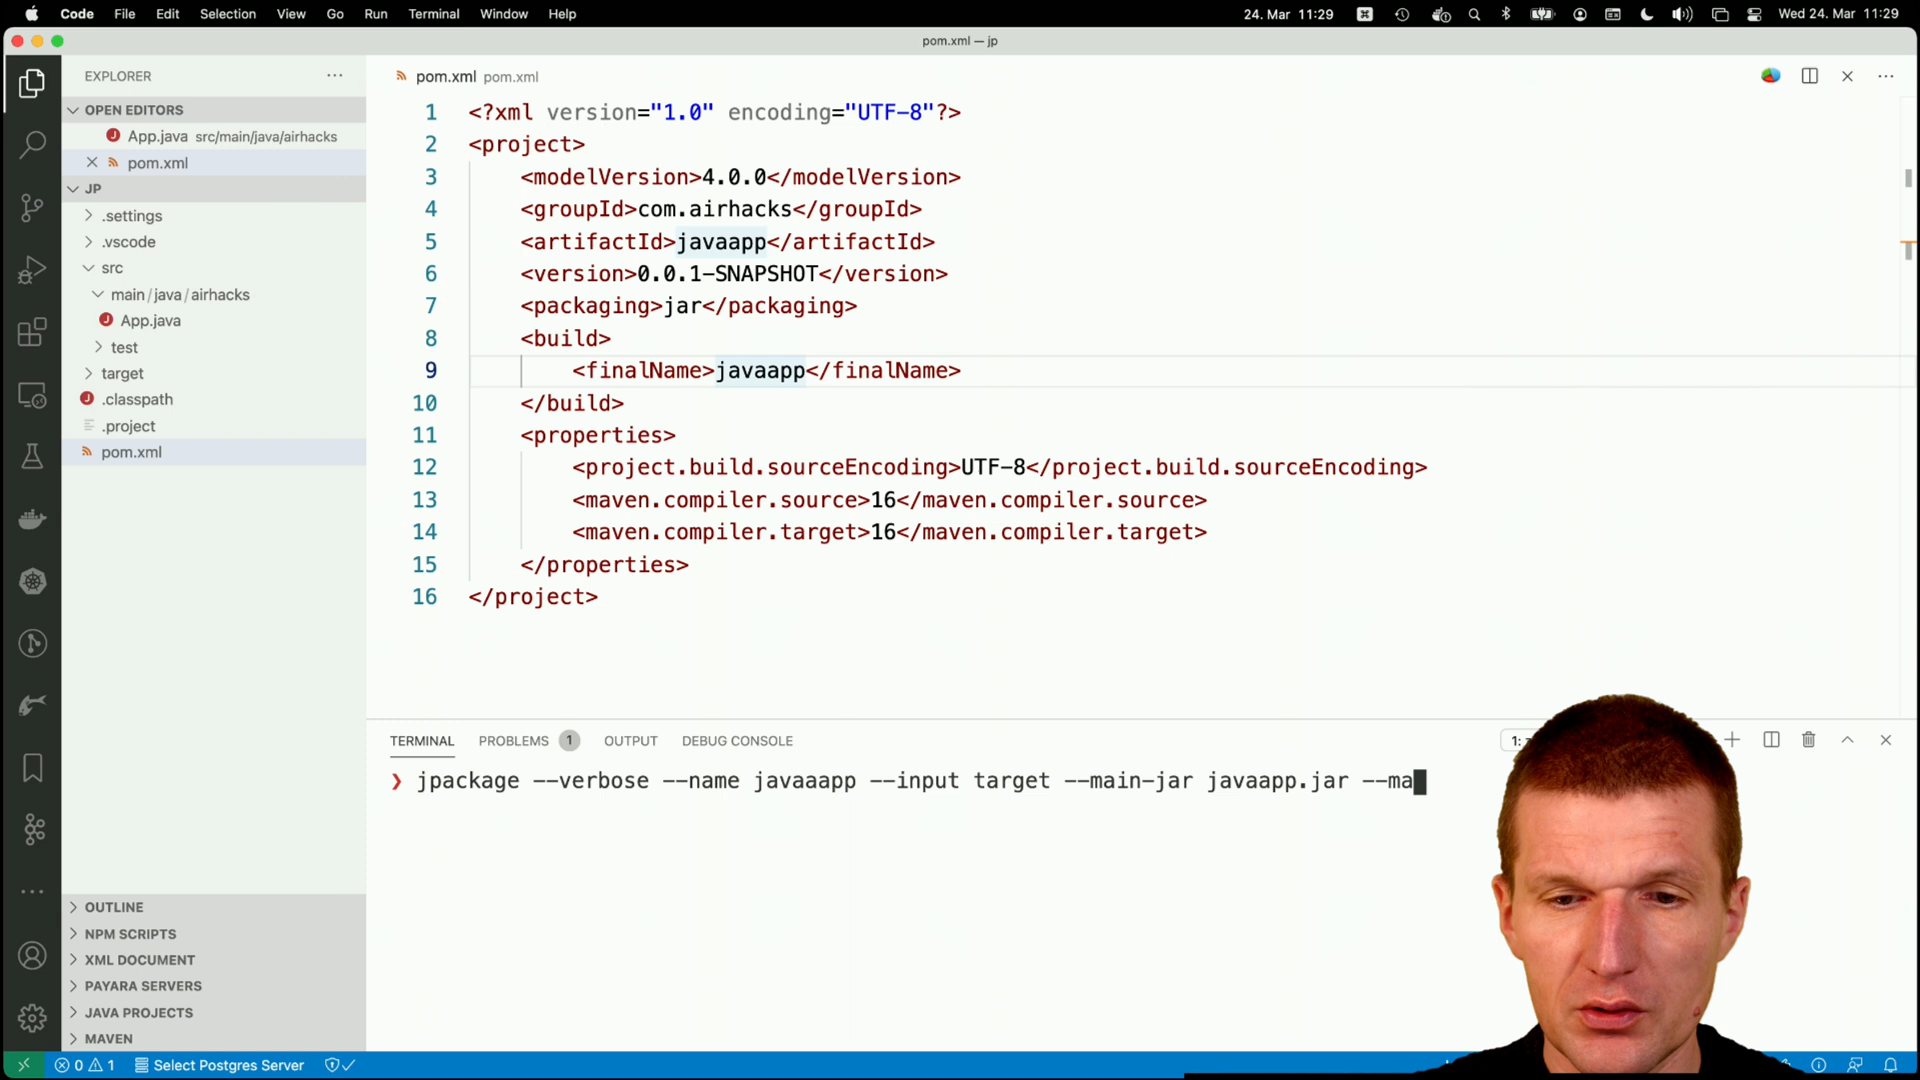 Code File Edit Selection View Go Run Terminal Window Help 24. Mar 11:29 Wed 24. Mar 11:29
pom.xml — jp
EXPLORER ···
OPEN EDITORS
App.java src/main/java/airhacks
pom.xml
JP
.settings
.vscode
src
main/java/airhacks
App.java
test
target
.classpath
.project
pom.xml
OUTLINE
NPM SCRIPTS
XML DOCUMENT
PAYARA SERVERS
JAVA PROJECTS
MAVEN
pom.xml pom.xml
1 <?xml version="1.0" encoding="UTF-8"?>
2 <project>
3 <modelVersion>4.0.0</modelVersion>
4 <groupId>com.airhacks</groupId>
5 <artifactId>javaapp</artifactId>
6 <version>0.0.1-SNAPSHOT</version>
7 <packaging>jar</packaging>
8 <build>
9 <finalName>javaapp</finalName>
10 </build>
11 <properties>
12 <project.build.sourceEncoding>UTF-8</project.build.sourceEncoding>
13 <maven.compiler.source>16</maven.compiler.source>
14 <maven.compiler.target>16</maven.compiler.target>
15 </properties>
16 </project>
TERMINAL PROBLEMS 1 OUTPUT DEBUG CONSOLE 1:
❯ jpackage --verbose --name javaaapp --input target --main-jar javaapp.jar --ma
0 1 Select Postgres Server